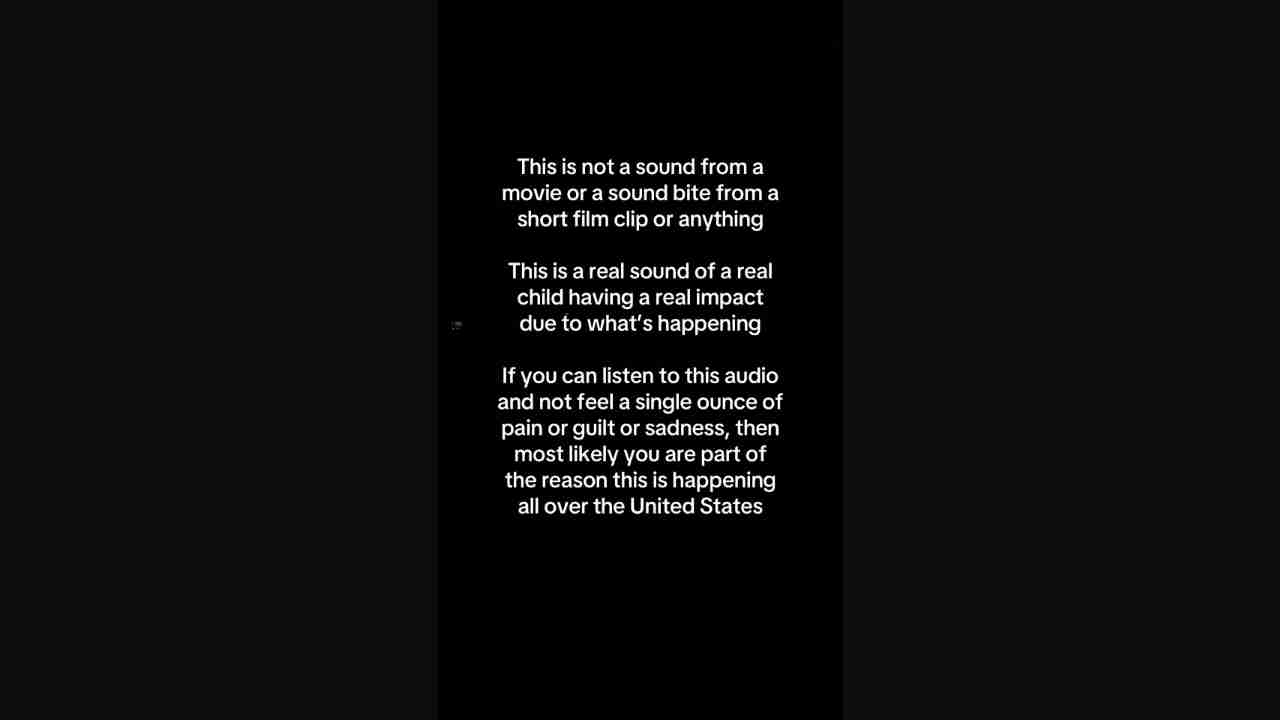 This is not a sound from a
movie or a sound bite from a
short film clip or anything
This is a real sound of a real
child having a real impact
due to what's happening
If you can listen to this audio
and not feel a single ounce of
pain or guilt or sadness, then
most likely you are part of
the reason this is happening
all over the United States